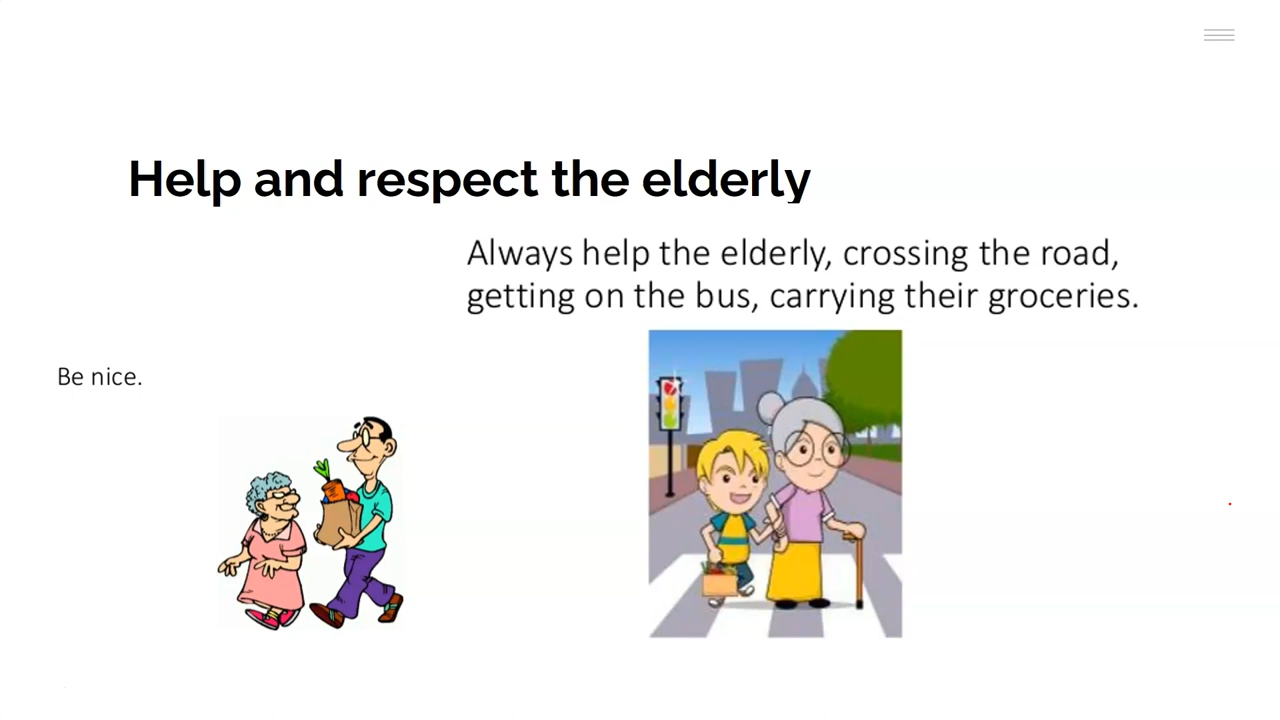 Help and respect the elderly
Always help the elderly, crossing the road,
getting on the bus, carrying their groceries.
Be nice.